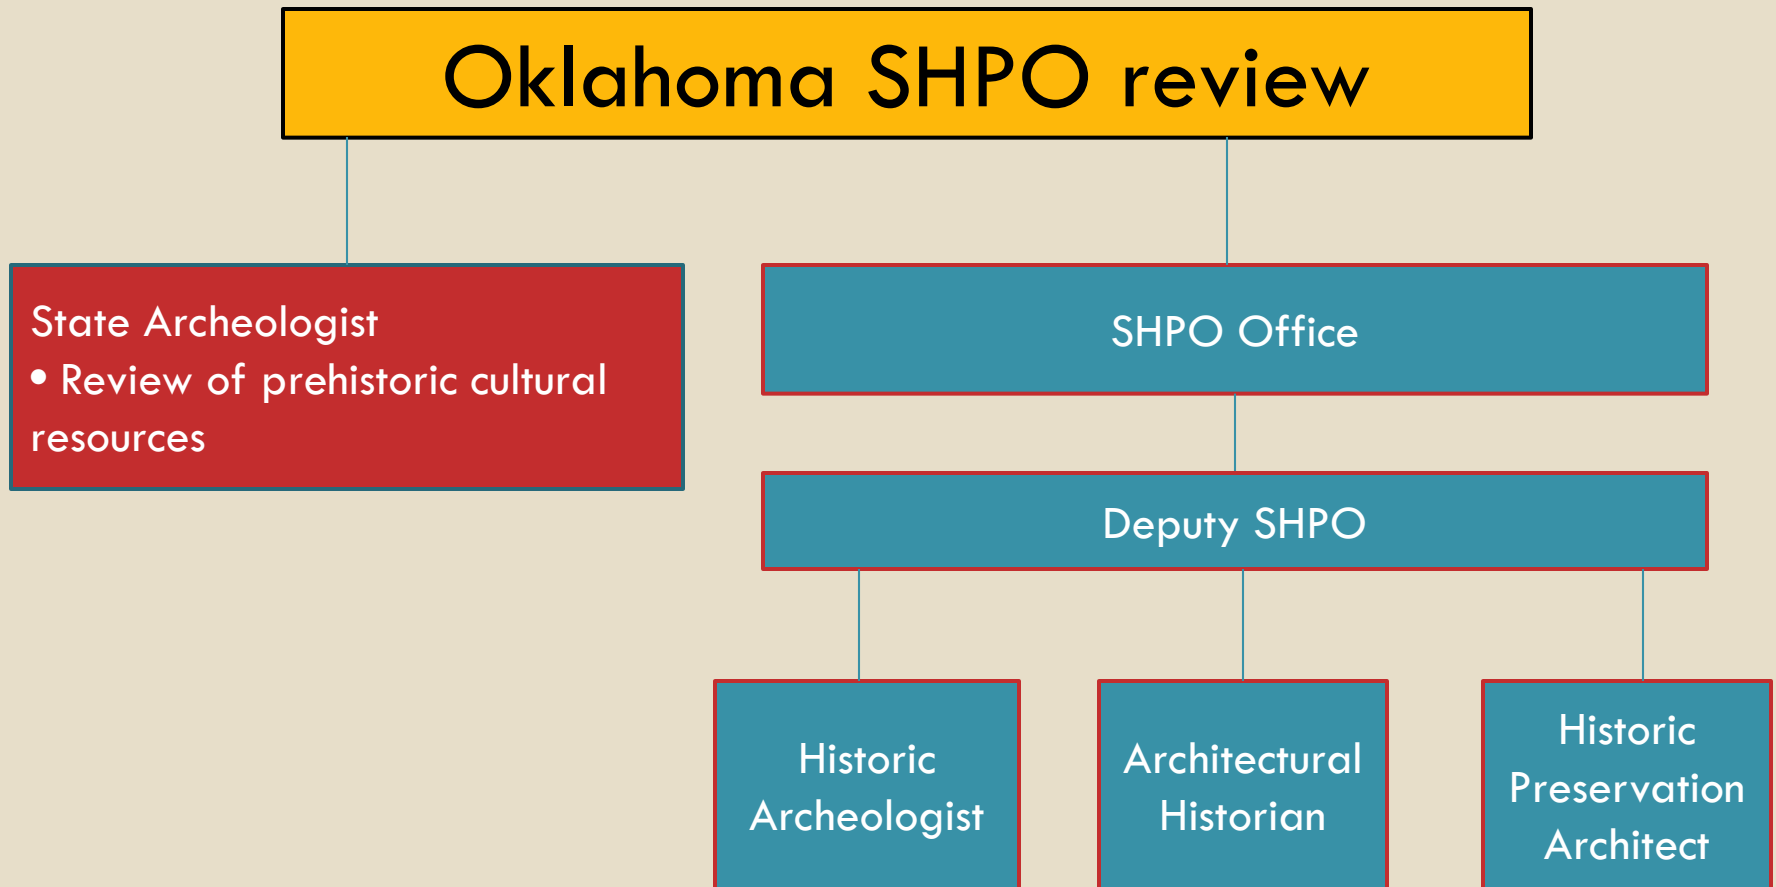 Oklahoma SHPO review
State Archeologist
• Review of prehistoric cultural
resources
SHPO Office
Deputy SHPO
Historic
Archeologist
Architectural
Historian
Historic
Preservation
Architect